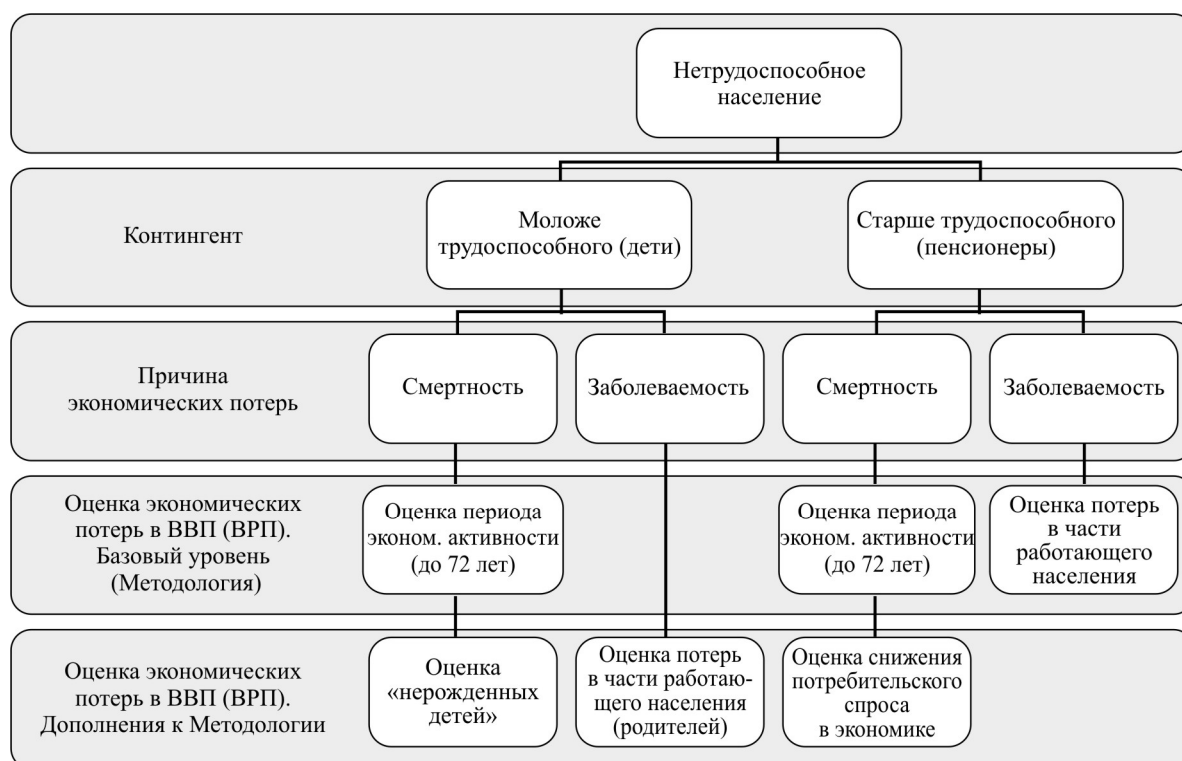 Нетрудоспособное
население
Контингент
Моложе
трудоспособного (дети)
Старше трудоспособного
(пенсионеры)
Причина
экономических потерь
Смертность
Заболеваемость
Смертность
Заболеваемость
Оценка экономических
потерь в ВВП (ВРП).
Базовый уровень
(Методология)
Оценка периода
эконом. активности
(до 72 лет)
Оценка периода
эконом. активности
(до 72 лет)
Оценка потерь
в части
работающего
населения
Оценка экономических
потерь в ВВП (ВРП).
Дополнения к Методологии
Оценка
«нерожденных
детей»
Оценка потерь
в части работаю-
щего населения
(родителей)
Оценка снижения
потребительского
спроса
в экономике